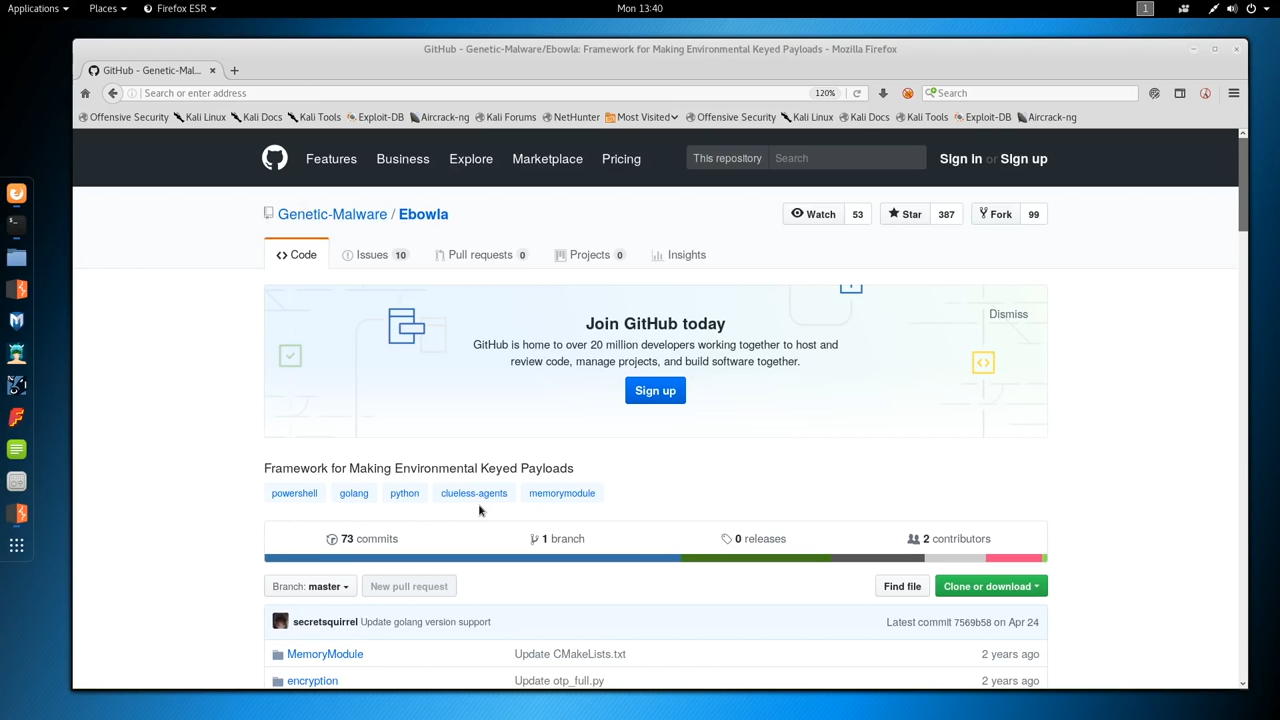 Applications Places Firefox ESR Mon 13:40 1
GitHub - Genetic-Malware/Ebowla: Framework for Making Environmental Keyed Payloads - Mozilla Firefox
GitHub - Genetic-Mal...
Search or enter address 120% Search
Offensive Security Kali Linux Kali Docs Kali Tools Exploit-DB Aircrack-ng Kali Forums NetHunter Most Visited Offensive Security Kali Linux Kali Docs Kali Tools Exploit-DB Aircrack-ng
Features Business Explore Marketplace Pricing This repository Search Sign in or Sign up
Genetic-Malware / Ebowla Watch 53 Star 387 Fork 99
Code Issues 10 Pull requests 0 Projects 0 Insights
Join GitHub today
Dismiss
GitHub is home to over 20 million developers working together to host and
review code, manage projects, and build software together.
Sign up
Framework for Making Environmental Keyed Payloads
powershell golang python clueless-agents memorymodule
73 commits 1 branch 0 releases 2 contributors
Branch: master New pull request Find file Clone or download
secretsquirrel Update golang version support Latest commit 7569b58 on Apr 24
MemoryModule Update CMakeLists.txt 2 years ago
encryption Update otp_full.py 2 years ago